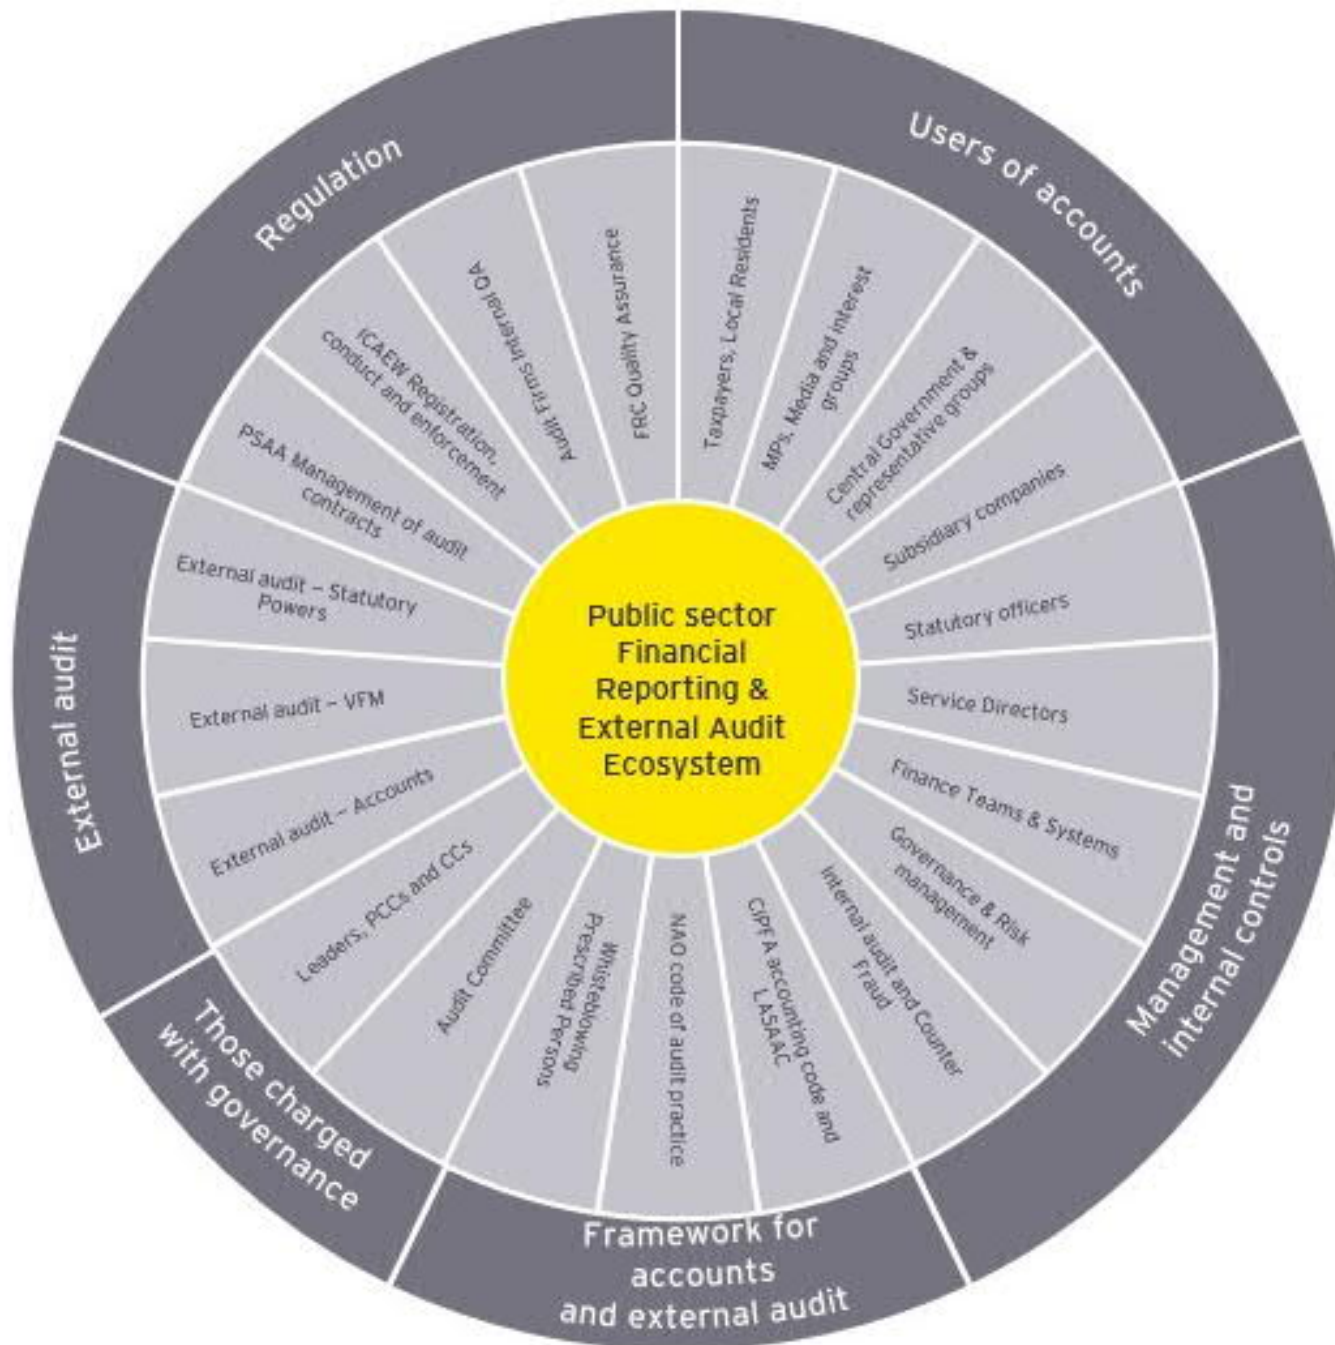 Public sector
Financial
Reporting &
External Audit
Ecosystem
Users of accounts
Taxpayers, Local Residents
MPs. Media and interest
groups
Central Government &
representative groups
Subsidiary companies
Management and
internal controls
Statutory officers
Service Directors
Finance Teams & Systems
Governance & Risk
management
Internal audit and Counter
Fraud
Framework for
accounts
and external audit
CIPFA accounting code and
LASAAC
NAO code of audit practice
Whisteblowing
Prescribed Persons
Those charged
with governance
Audit Committee
Leaders, PCCs and CCs
External audit
External audit – Accounts
External audit – VFM
External audit – Statutory
Powers
Regulation
PSAA Management of audit
contracts
ICAEW Registration,
conduct and enforcement
Audit Firms Internal QA
FRC Quality Assurance